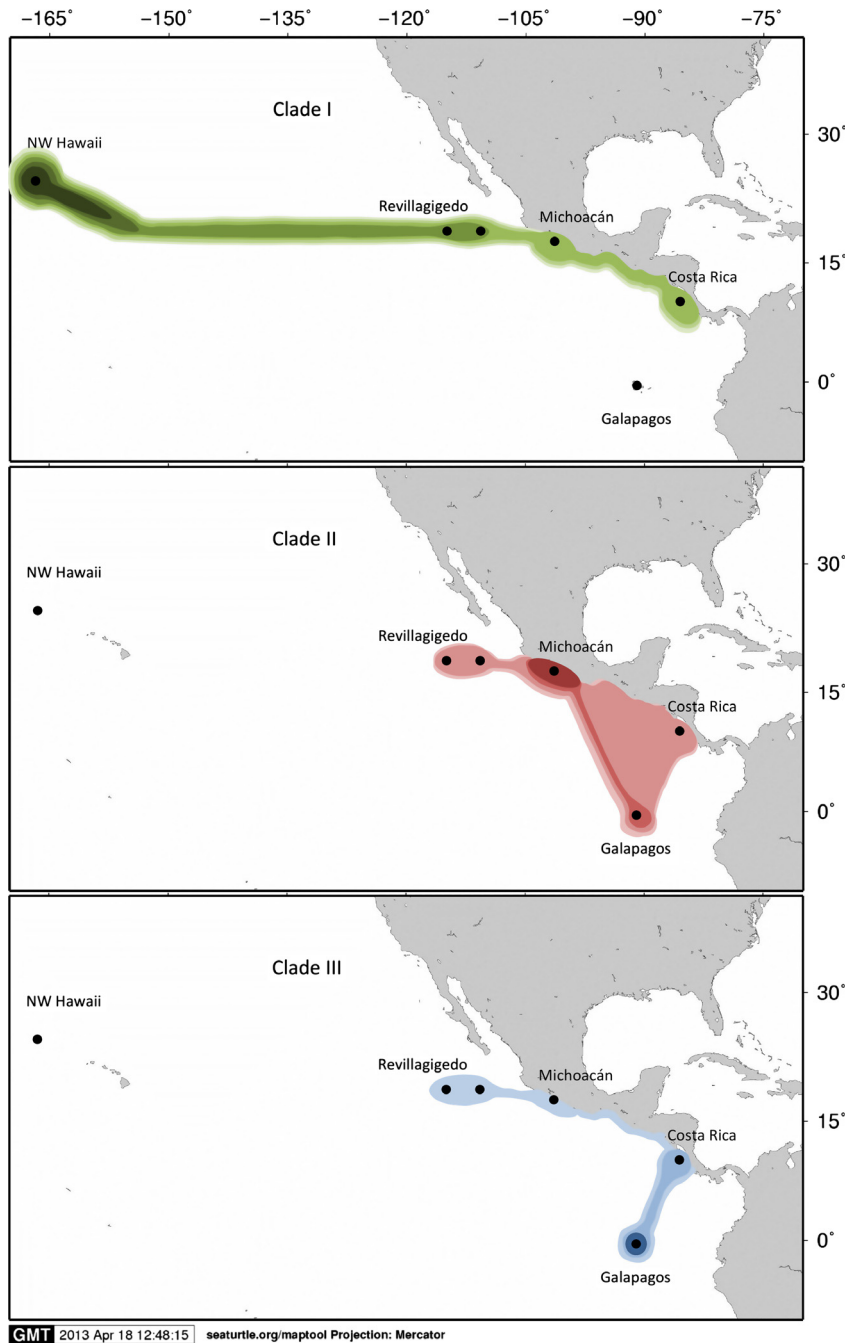 −165° −150° −135° −120° −105° −90° −75°
Clade I
NW Hawaii
30°
Revillagigedo
Michoacán
15°
Costa Rica
0°
Galapagos
Clade II
NW Hawaii
30°
Revillagigedo
Michoacán
15°
Costa Rica
0°
Galapagos
Clade III
NW Hawaii
30°
Revillagigedo
Michoacán
15°
Costa Rica
0°
Galapagos
GMT 2013 Apr 18 12:48:15 seaturtle.org/maptool Projection: Mercator